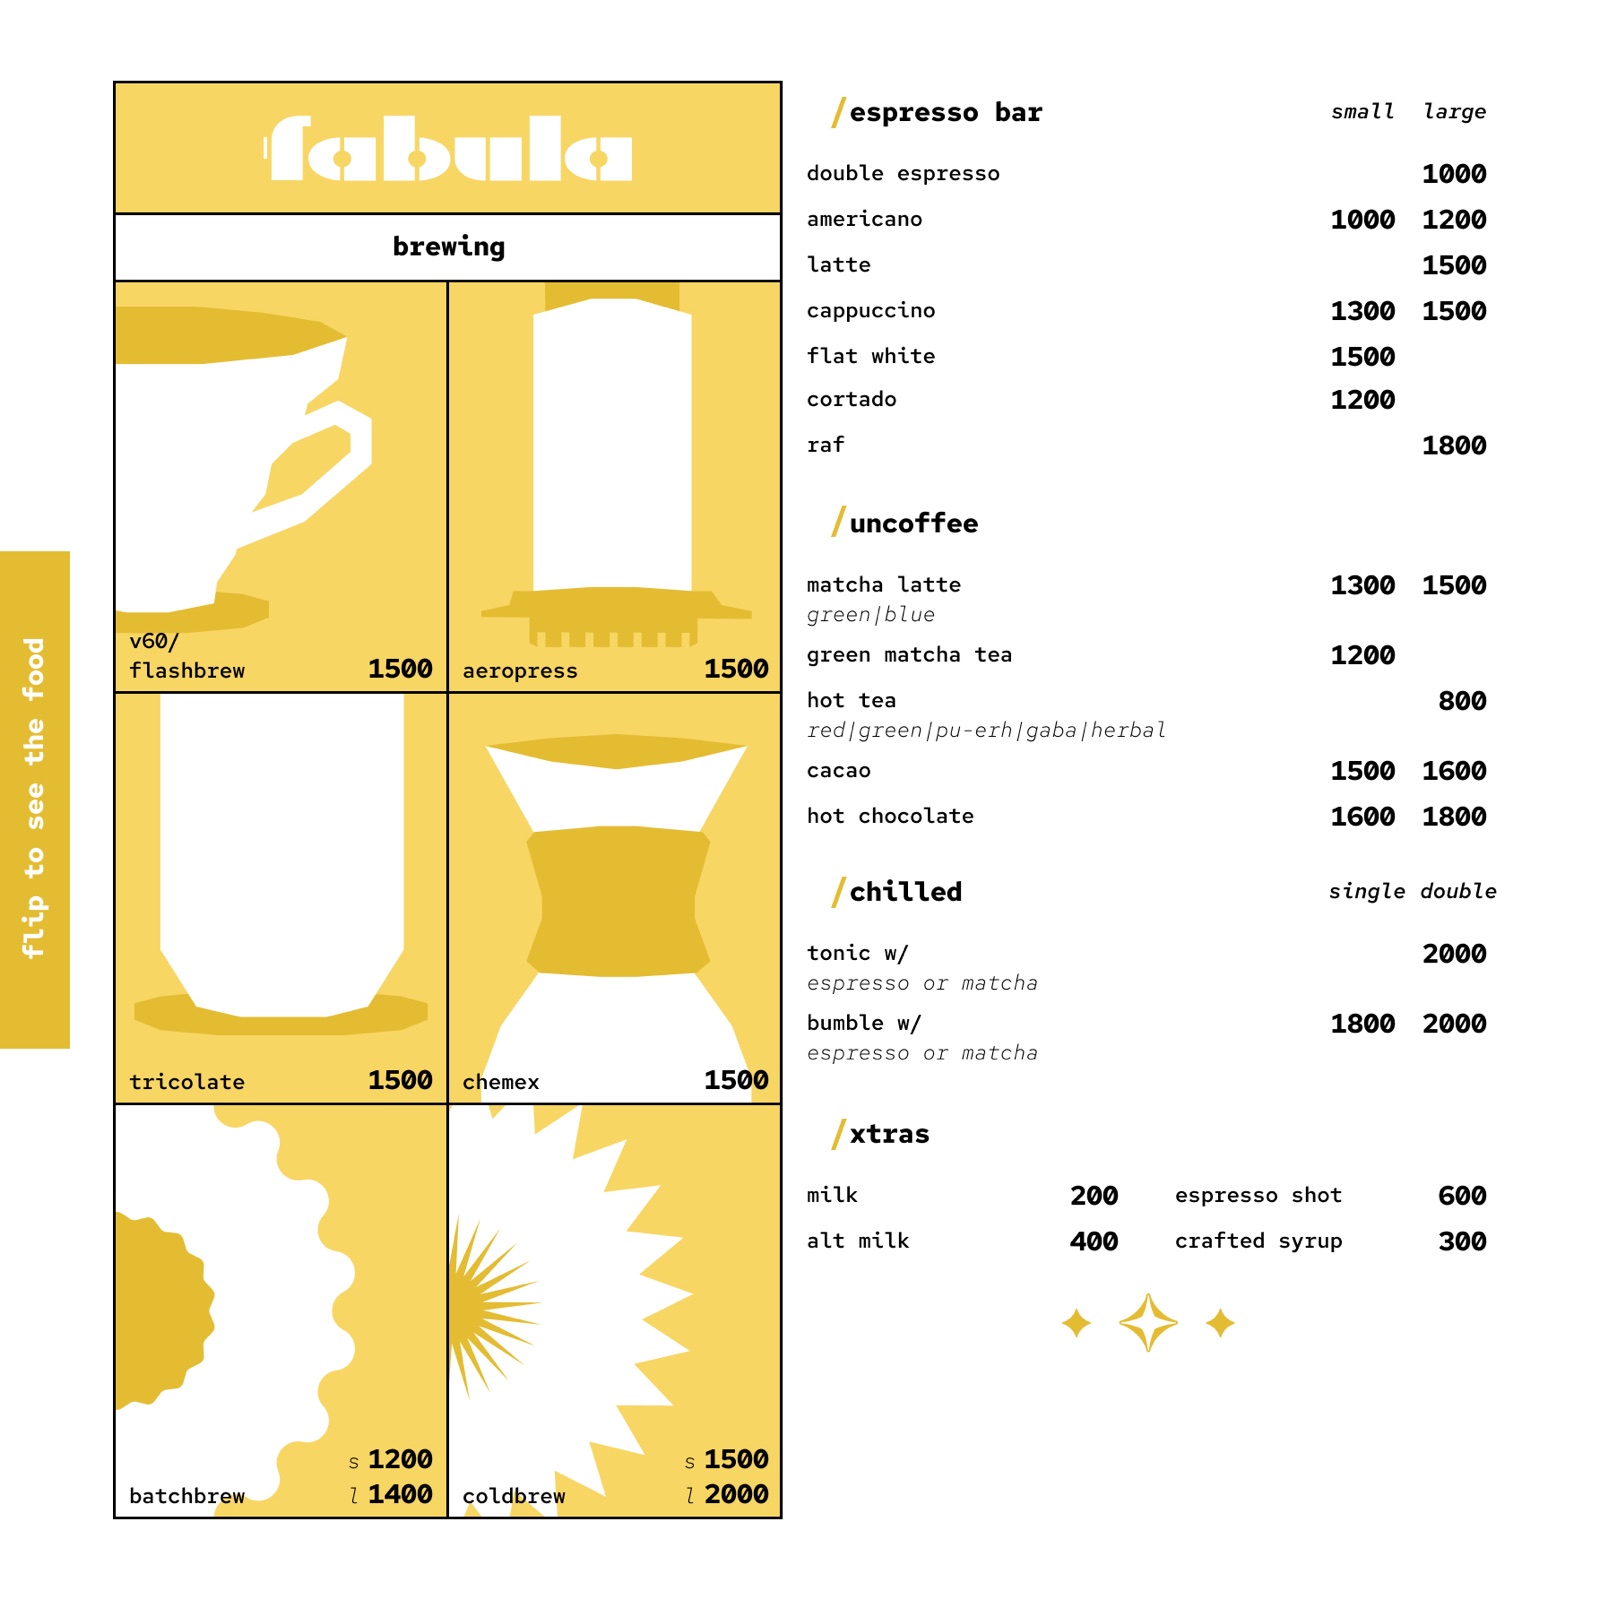 fabula
brewing
v60/
flashbrew 1500
aeropress 1500
tricolate 1500
chemex 1500
s 1200
batchbrew l 1400
s 1500
coldbrew l 2000
flip to see the food
/espresso bar small large
double espresso 1000
americano 1000 1200
latte 1500
cappuccino 1300 1500
flat white 1500
cortado 1200
raf 1800
/uncoffee
matcha latte 1300 1500
green|blue
green matcha tea 1200
hot tea 800
red|green|pu-erh|gaba|herbal
cacao 1500 1600
hot chocolate 1600 1800
/chilled single double
tonic w/ 2000
espresso or matcha
bumble w/ 1800 2000
espresso or matcha
/xtras
milk 200 espresso shot 600
alt milk 400 crafted syrup 300